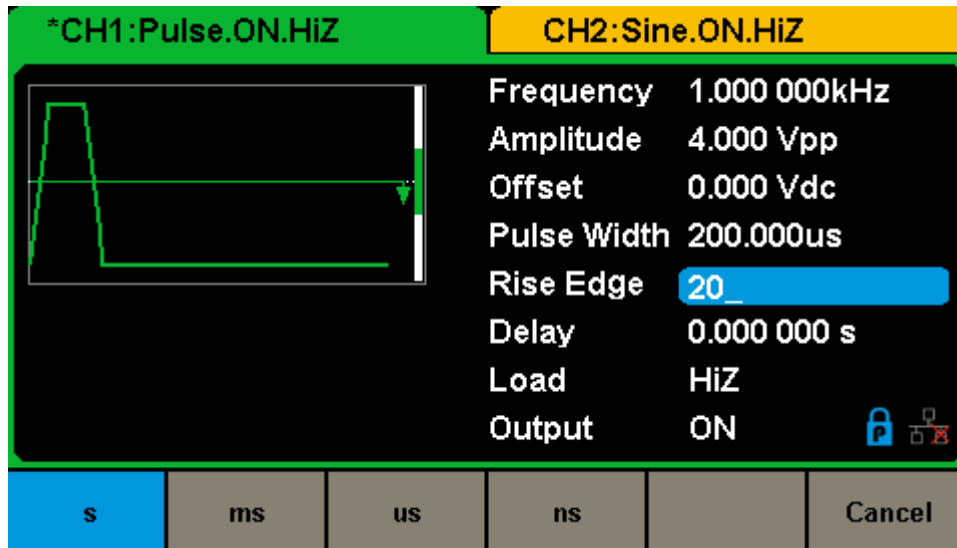 *CH1:Pulse.ON.HiZ
CH2:Sine.ON.HiZ
Frequency 1.000 000kHz
Amplitude 4.000 Vpp
Offset 0.000 Vdc
Pulse Width 200.000us
Rise Edge 20_
Delay 0.000 000 s
Load HiZ
Output ON
P
s ms us ns Cancel